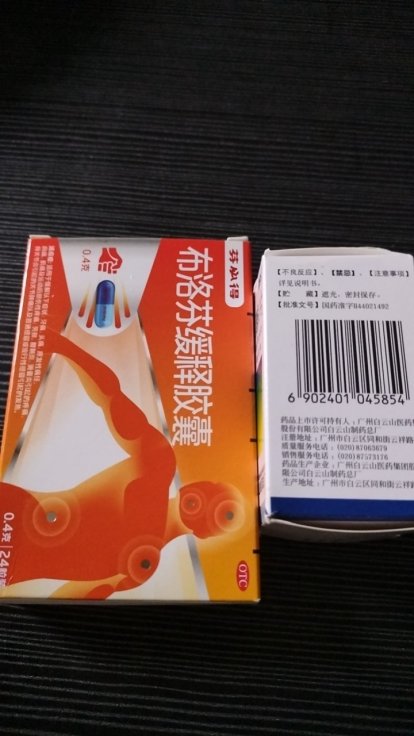 芬必得
布洛芬缓释胶囊
0.4克
0.4克 24粒
OTC
【不良反应】、【禁忌】、【注意事项】
详见说明书。
【贮 藏】遮光，密封保存。
【批准文号】国药准字H44021492
6 902401 045854
药品上市许可持有人：广州白云山医药
股份有限公司白云山制药总厂
注册地址：广州市白云区同和街云祥路
质量服务电话：(020)87063679
销售服务电话：(020)87573176
药品生产企业：广州白云山医药集团
有限公司白云山制药总厂
生产地址：广州市白云区同和街云祥路